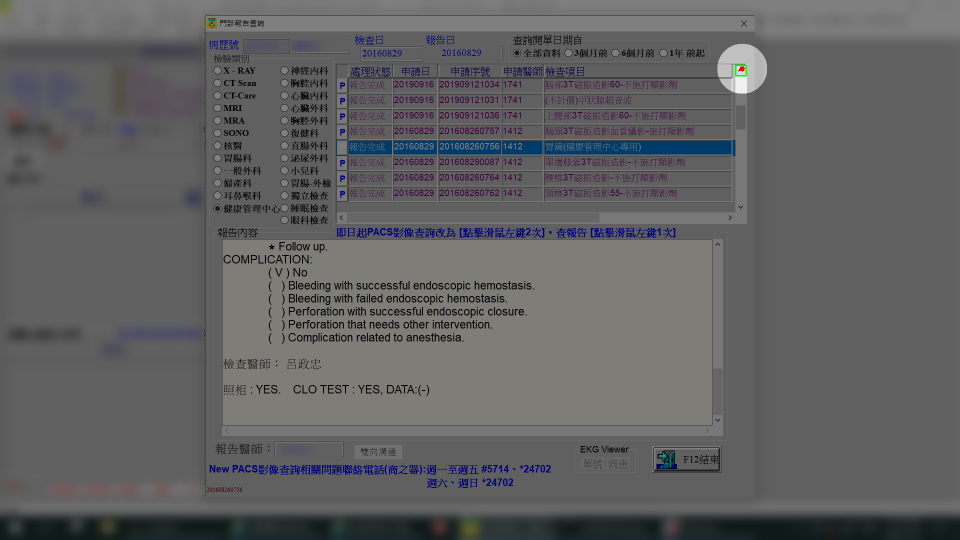 門診報告查詢
病歷號
檢查日 報告日
20160829 20160829
查詢開單日期自
全部資料 3個月前 6個月前 1年 前起
檢驗類別
X - RAY 神經內科
CT Scan 胸腔內科
CT-Care 心臟內科
MRI 心臟外科
MRA 胸腔外科
SONO 復健科
核醫 直腸外科
胃腸科 泌尿外科
一般外科 小兒科
婦產科 胃腸-外檢
耳鼻喉科 獨立檢查
健康管理中心 睡眠檢查
眼科檢查
處理狀態 申請日 申請序號 申請醫師 檢查項目
P 報告完成 20190916 201909121034 1741 腦部3T磁振造影60-不施打顯影劑
P 報告完成 20190916 201909121031 1741 (不計價)甲狀腺超音波
P 報告完成 20190916 201909121036 1741 上腹部3T磁振造影60-不施打顯影劑
P 報告完成 20160829 201608260757 1412 腦頸3T磁振造影血管攝影-施打顯影劑
報告完成 20160829 201608260756 1412 胃鏡(健康管理中心專用)
P 報告完成 20160829 201608290087 1412 單邊膝蓋3T磁振造影-不施打顯影劑
P 報告完成 20160829 201608260764 1412 腰椎3T磁振造影-不施打顯影劑
P 報告完成 20160829 201608260762 1412 頸椎3T磁振造影55-不施打顯影劑
報告內容
即日起PACS影像查詢改為 [點擊滑鼠左鍵2次]，查報告 [點擊滑鼠左鍵1次]
★ Follow up.
COMPLICATION:
( V ) No
( ) Bleeding with successful endoscopic hemostasis.
( ) Bleeding with failed endoscopic hemostasis.
( ) Perforation with successful endoscopic closure.
( ) Perforation that needs other intervention.
( ) Complication related to anesthesia.
檢查醫師： 呂政忠
照相 : YES. CLO TEST : YES, DATA:(-)
報告醫師：
雙向溝通
EKG Viewer
單號 病患
F12結束
New PACS影像查詢相關問題聯絡電話(商之器):週一至週五 #5714、*24702
週六、週日 *24702
201608260756